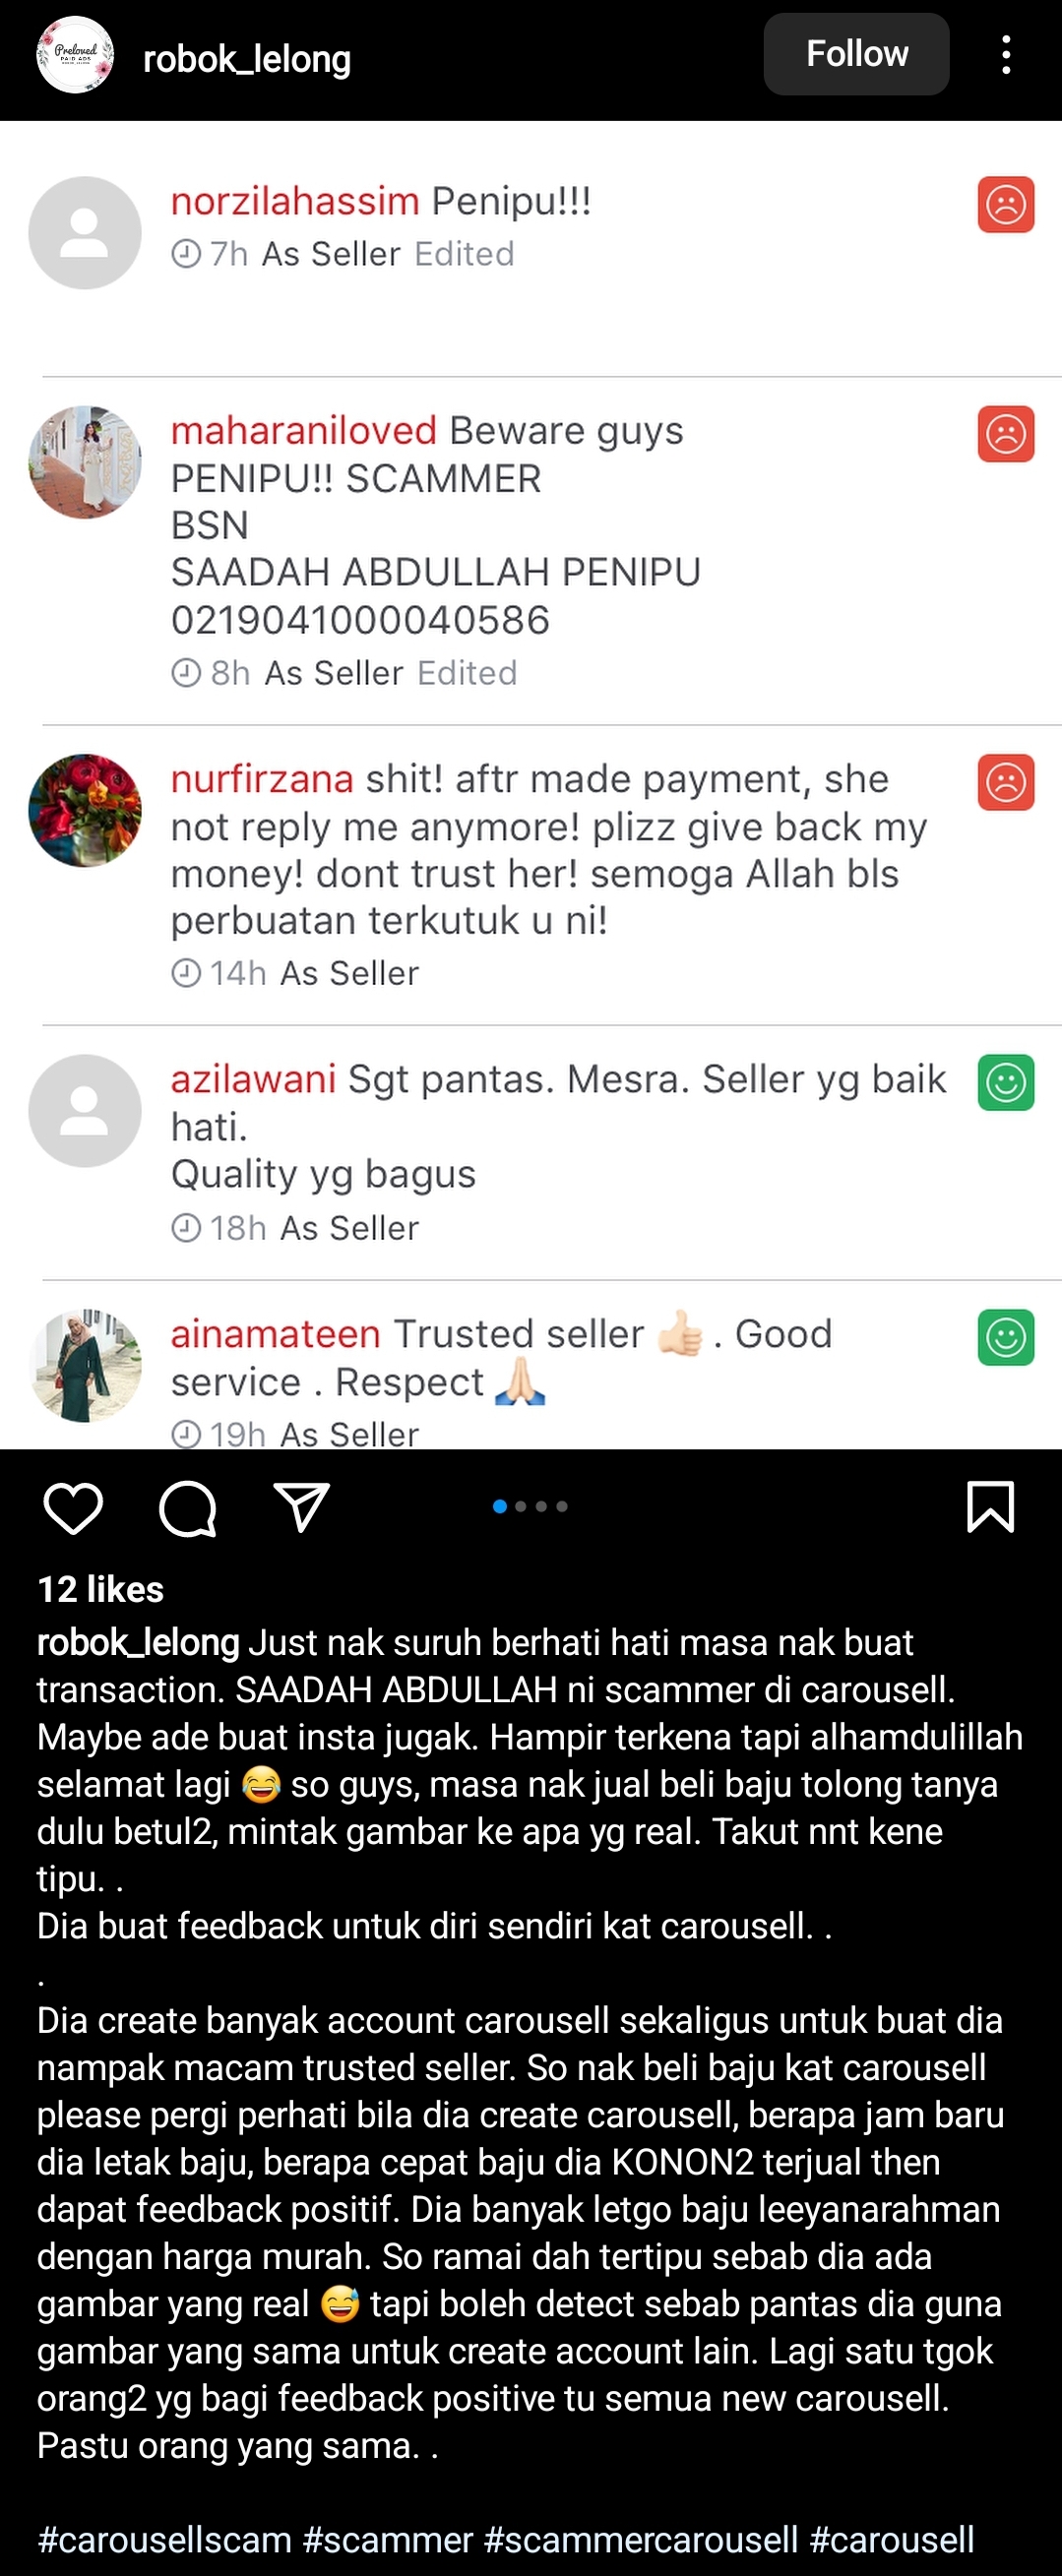 Preloved
PAID ADS
robok_lelong
Follow
norzilahassim Penipu!!!
7h As Seller Edited
maharaniloved Beware guys
PENIPU!! SCAMMER
BSN
SAADAH ABDULLAH PENIPU
0219041000040586
8h As Seller Edited
nurfirzana shit! aftr made payment, she
not reply me anymore! plizz give back my
money! dont trust her! semoga Allah bls
perbuatan terkutuk u ni!
14h As Seller
azilawani Sgt pantas. Mesra. Seller yg baik
hati.
Quality yg bagus
18h As Seller
ainamateen Trusted seller 👍🏻 . Good
service . Respect 🙏🏻
19h As Seller
12 likes
robok_lelong Just nak suruh berhati hati masa nak buat
transaction. SAADAH ABDULLAH ni scammer di carousell.
Maybe ade buat insta jugak. Hampir terkena tapi alhamdulillah
selamat lagi 😂 so guys, masa nak jual beli baju tolong tanya
dulu betul2, mintak gambar ke apa yg real. Takut nnt kene
tipu. .
Dia buat feedback untuk diri sendiri kat carousell. .
.
Dia create banyak account carousell sekaligus untuk buat dia
nampak macam trusted seller. So nak beli baju kat carousell
please pergi perhati bila dia create carousell, berapa jam baru
dia letak baju, berapa cepat baju dia KONON2 terjual then
dapat feedback positif. Dia banyak letgo baju leeyanarahman
dengan harga murah. So ramai dah tertipu sebab dia ada
gambar yang real 😅 tapi boleh detect sebab pantas dia guna
gambar yang sama untuk create account lain. Lagi satu tgok
orang2 yg bagi feedback positive tu semua new carousell.
Pastu orang yang sama. .
#carousellscam #scammer #scammercarousell #carousell